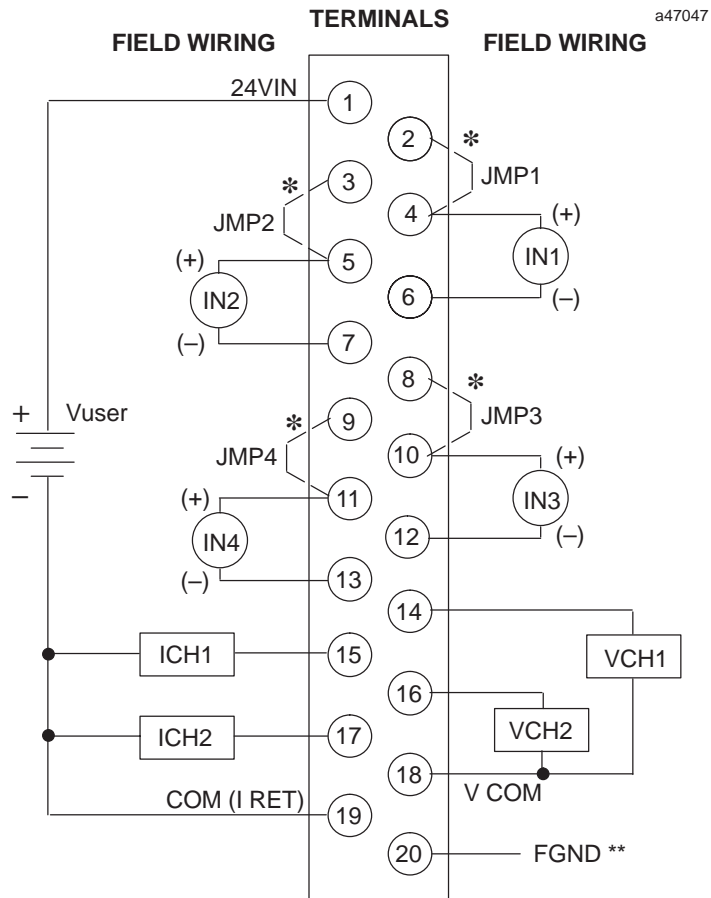 TERMINALS
a47047
FIELD WIRING
FIELD WIRING
24VIN
1
2
*
3
*
JMP1
4
(+)
JMP2
(+)
5
IN1
IN2
6
(–)
(–)
7
8
*
+
Vuser
*
9
JMP3
JMP4
10
(+)
–
(+)
11
IN3
IN4
12
(–)
(–)
13
14
ICH1
15
VCH1
16
ICH2
17
VCH2
18
V COM
COM (I RET)
19
20
FGND **